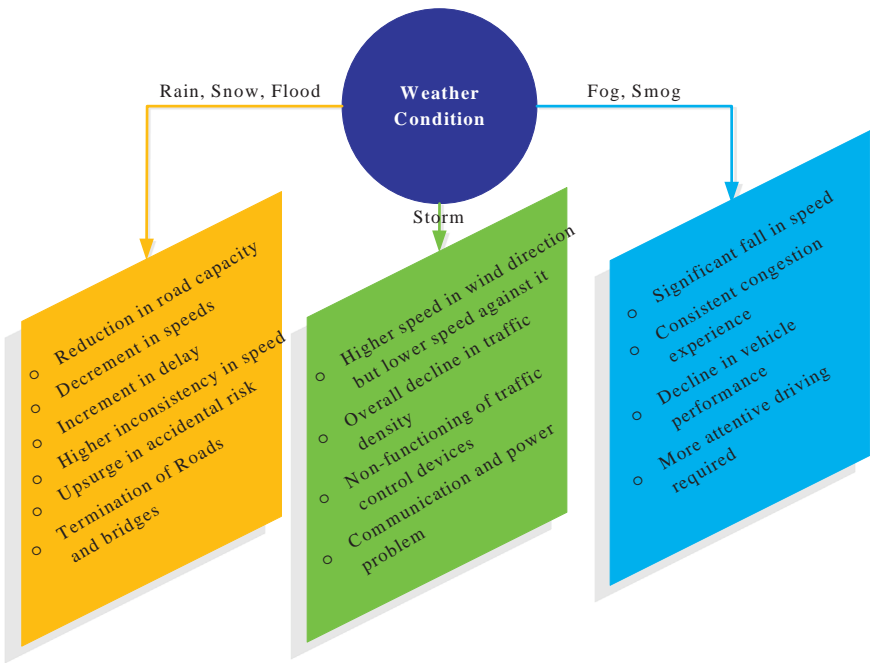 Weather
Condition
Rain, Snow, Flood
Fog, Smog
Storm
Reduction in road capacity
Decrement in speeds
Increment in delay
Higher inconsistency in speed
Upsurge in accidental risk
Termination of Roads
and bridges
Higher speed in wind direction
but lower speed against it
Overall decline in traffic
density
Non-functioning of traffic
control devices
Communication and power
problem
Significant fall in speed
Consistent congestion
experience
Decline in vehicle
performance
More attentive driving
required